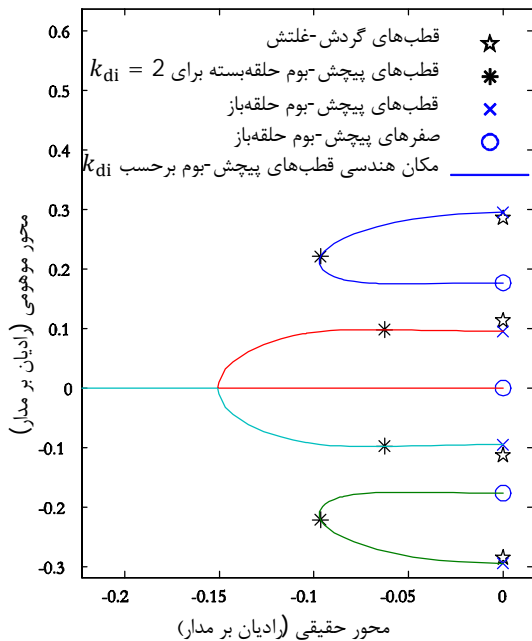 قطب‌های گردش-غلتش
قطب‌های پیچش-بوم حلقه‌بسته برای k_di = 2
قطب‌های پیچش-بوم حلقه‌باز
صفرهای پیچش-بوم حلقه‌باز
مکان هندسی قطب‌های پیچش-بوم برحسب k_di
محور موهومی (رادیان بر مدار)
0.6
0.5
0.4
0.3
0.2
0.1
0
-0.1
-0.2
-0.3
-0.2
-0.15
-0.1
-0.05
0
محور حقیقی (رادیان بر مدار)